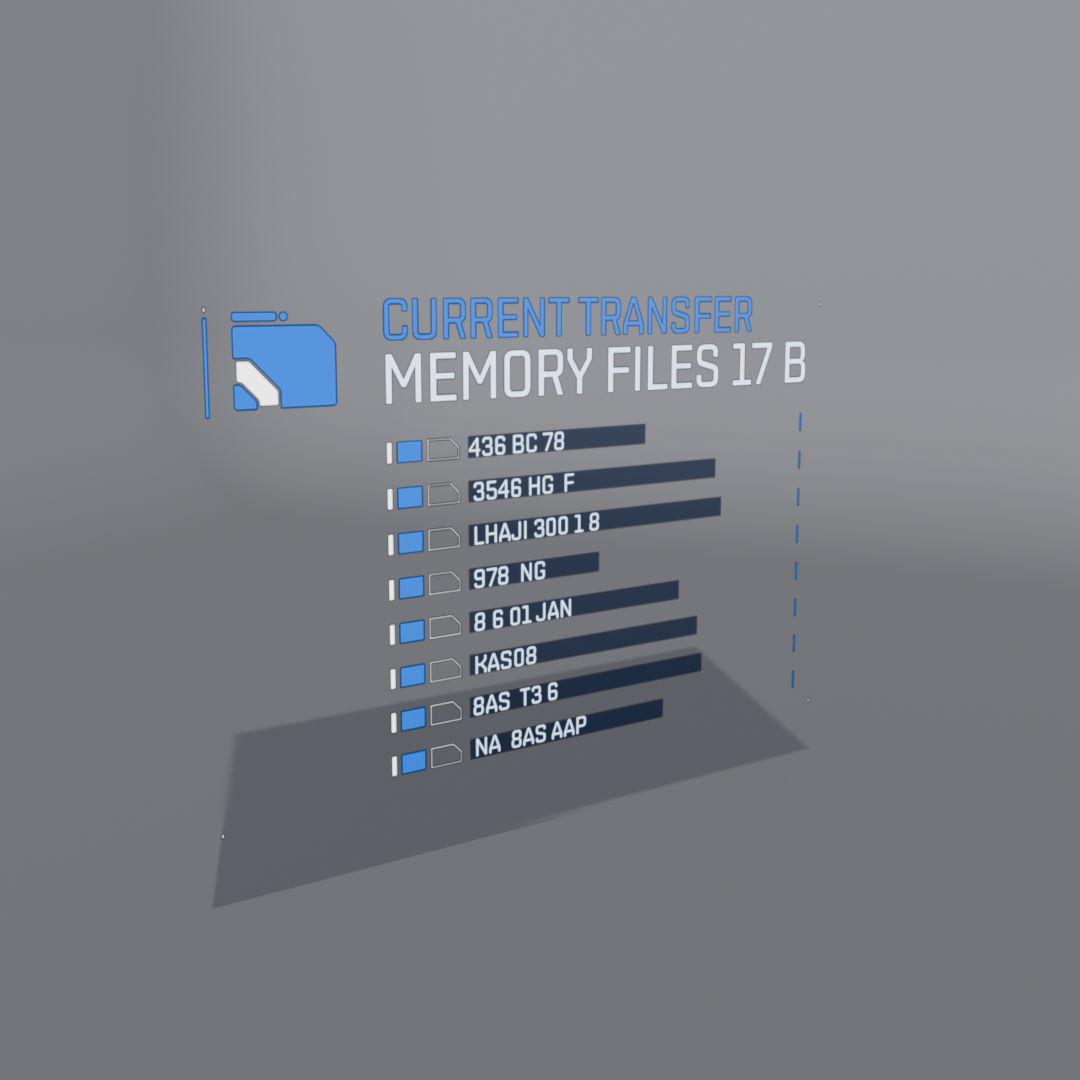 CURRENT TRANSFER
MEMORY FILES 17 B
436 BC 78
3546 HG F
LHAJI 300 1 8
978 NG
8 6 01 JAN
KAS08
8AS T3 6
NA 8AS AAP